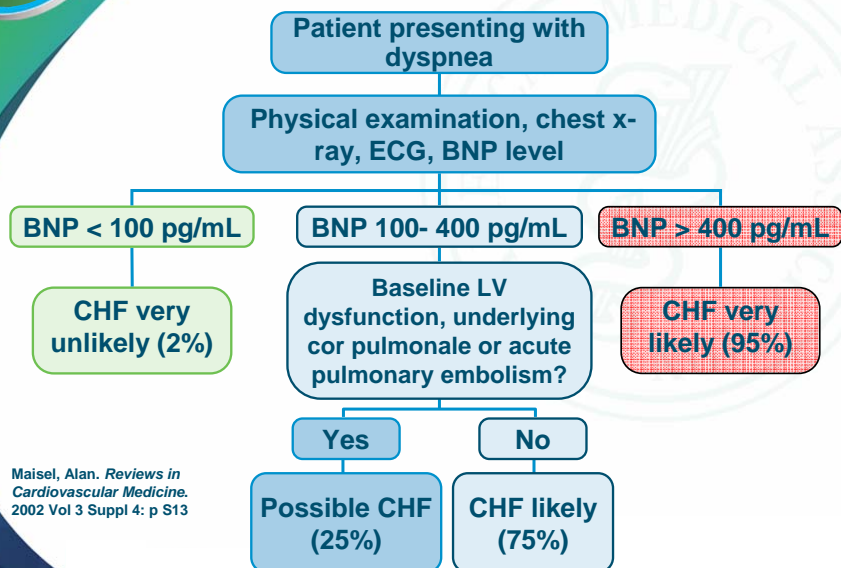 Patient presenting with
dyspnea
Physical examination, chest x-
ray, ECG, BNP level
BNP < 100 pg/mL
BNP 100- 400 pg/mL
BNP > 400 pg/mL
CHF very
unlikely (2%)
Baseline LV
dysfunction, underlying
cor pulmonale or acute
pulmonary embolism?
CHF very
likely (95%)
Yes
No
Possible CHF
(25%)
CHF likely
(75%)
Maisel, Alan. Reviews in
Cardiovascular Medicine.
2002 Vol 3 Suppl 4: p S13